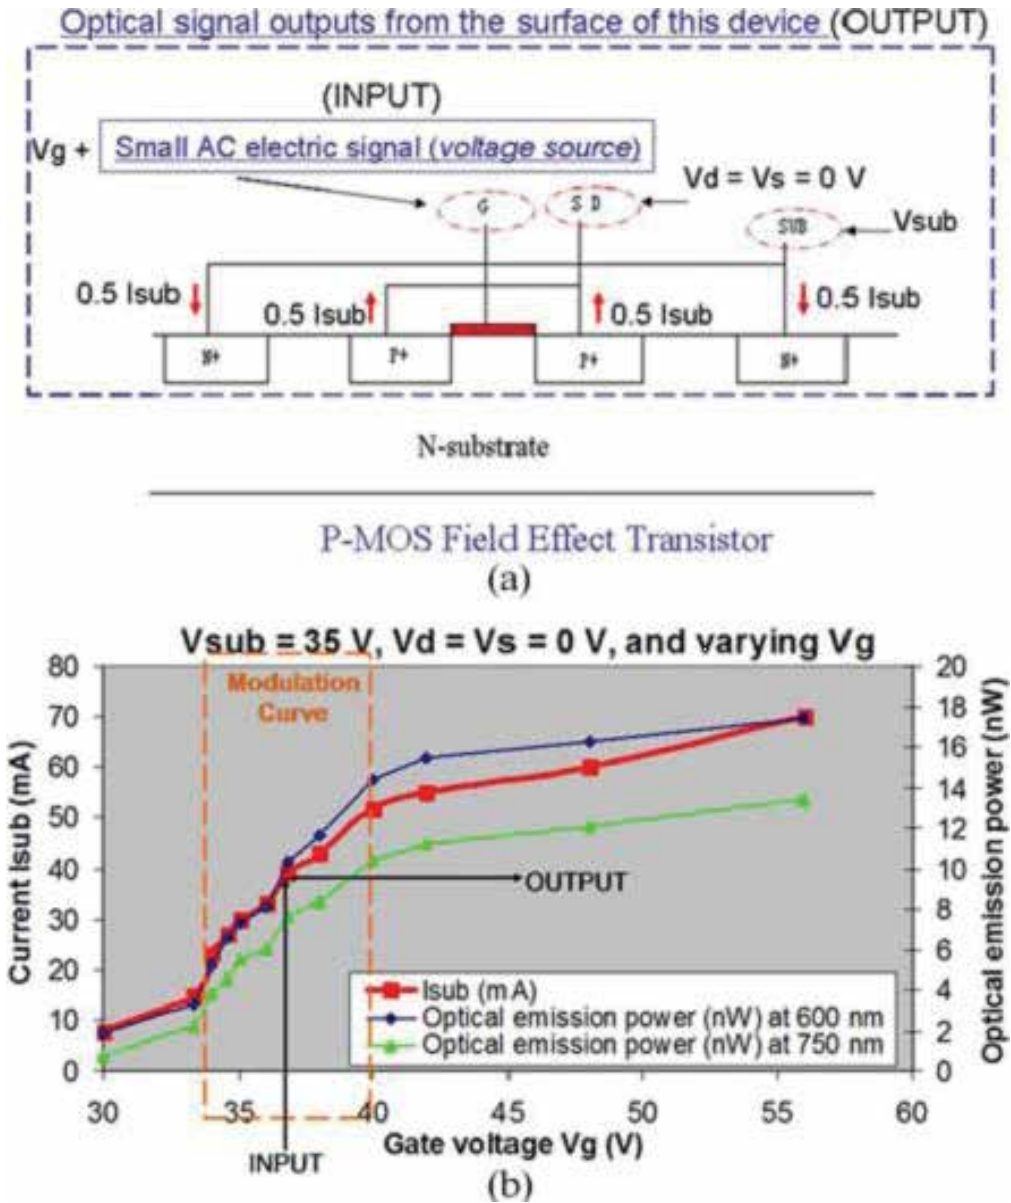 Optical signal outputs from the surface of this device (OUTPUT)
(INPUT)
Vg + Small AC electric signal (voltage source)
Vd = Vs = 0 V
G
S D
SUB
Vsub
0.5 Isub
0.5 Isub
0.5 Isub
0.5 Isub
N+
P+
P+
N+
N-substrate
P-MOS Field Effect Transistor
(a)
Vsub = 35 V, Vd = Vs = 0 V, and varying Vg
Modulation
Curve
Current Isub (mA)
80
70
60
50
40
30
20
10
0
Optical emission power (nW)
20
18
16
14
12
10
8
6
4
2
0
OUTPUT
Isub (mA)
Optical emission power (nW) at 600 nm
Optical emission power (nW) at 750 nm
30
35
40
45
50
55
60
Gate voltage Vg (V)
INPUT
(b)